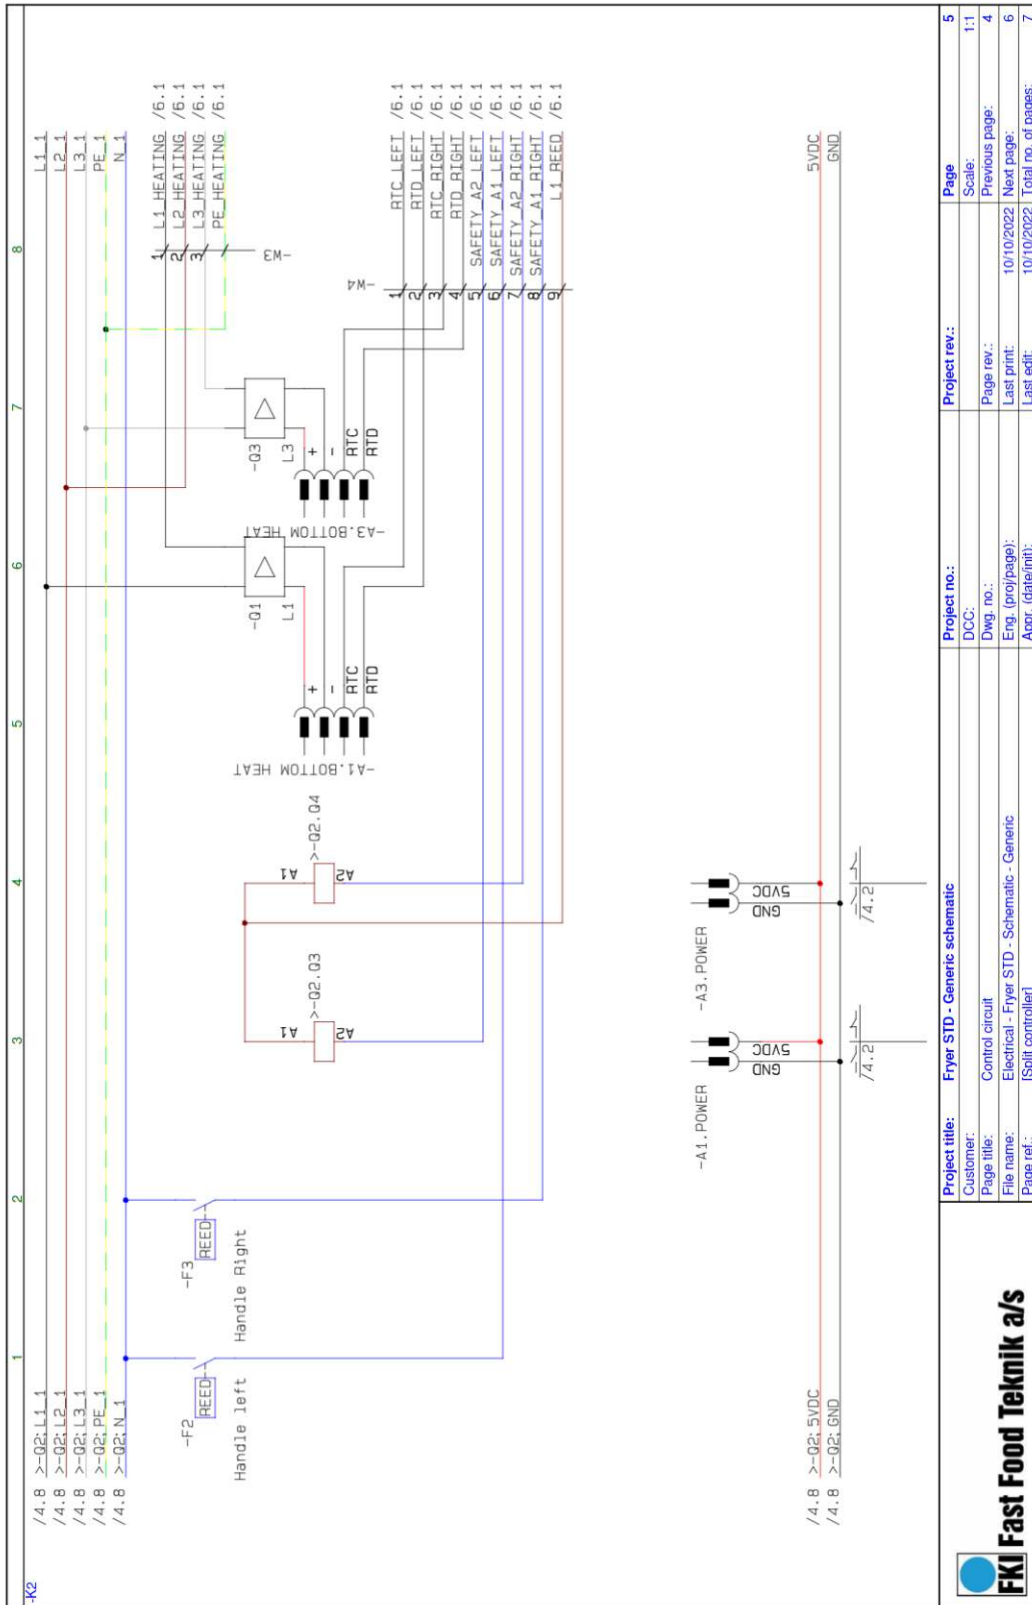 -K2
1
2
3
4
5
6
7
8
/4.8 >-Q2;L1_1
L1_1
/4.8 >-Q2;L2_1
L2_1
/4.8 >-Q2;L3_1
L3_1
/4.8 >-Q2;PE_1
PE_1
/4.8 >-Q2;N_1
N_1
-F2
REED
Handle left
-F3
REED
Handle Right
>-Q2.Q3
A1
A2
>-Q2.Q4
A1
A2
-A1.BOTTOM HEAT
+
-
RTC
RTD
-Q1
L1
-A3.BOTTOM HEAT
+
-
RTC
RTD
-Q3
L3
-W3
1 L1_HEATING /6.1
2 L2_HEATING /6.1
3 L3_HEATING /6.1
PE_HEATING /6.1
-W4
1 RTC_LEFT /6.1
2 RTD_LEFT /6.1
3 RTC_RIGHT /6.1
4 RTD_RIGHT /6.1
5 SAFETY_A2_LEFT /6.1
6 SAFETY_A1_LEFT /6.1
7 SAFETY_A2_RIGHT /6.1
8 SAFETY_A1_RIGHT /6.1
9 L1_REED /6.1
-A1.POWER
GND
5VDC
-A3.POWER
GND
5VDC
/4.8 >-Q2;5VDC
5VDC
/4.8 >-Q2;GND
GND
/4.2
/4.2
FKI Fast Food Teknik a/s
Project title: Fryer STD - Generic schematic Project no.: Project rev.: Page 5
Customer: DCC: Scale: 1:1
Page title: Control circuit Dwg. no.: Page rev.: Previous page: 4
File name: Electrical - Fryer STD - Schematic - Generic Eng. (proj/page): Last print: 10/10/2022 Next page: 6
Page ref.: [Split controller] Appr. (date/init): Last edit: 10/10/2022 Total no. of pages: 7